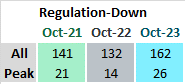 Regulation-Down
Oct-21 Oct-22 Oct-23
All 141 132 162
Peak 21 14 26